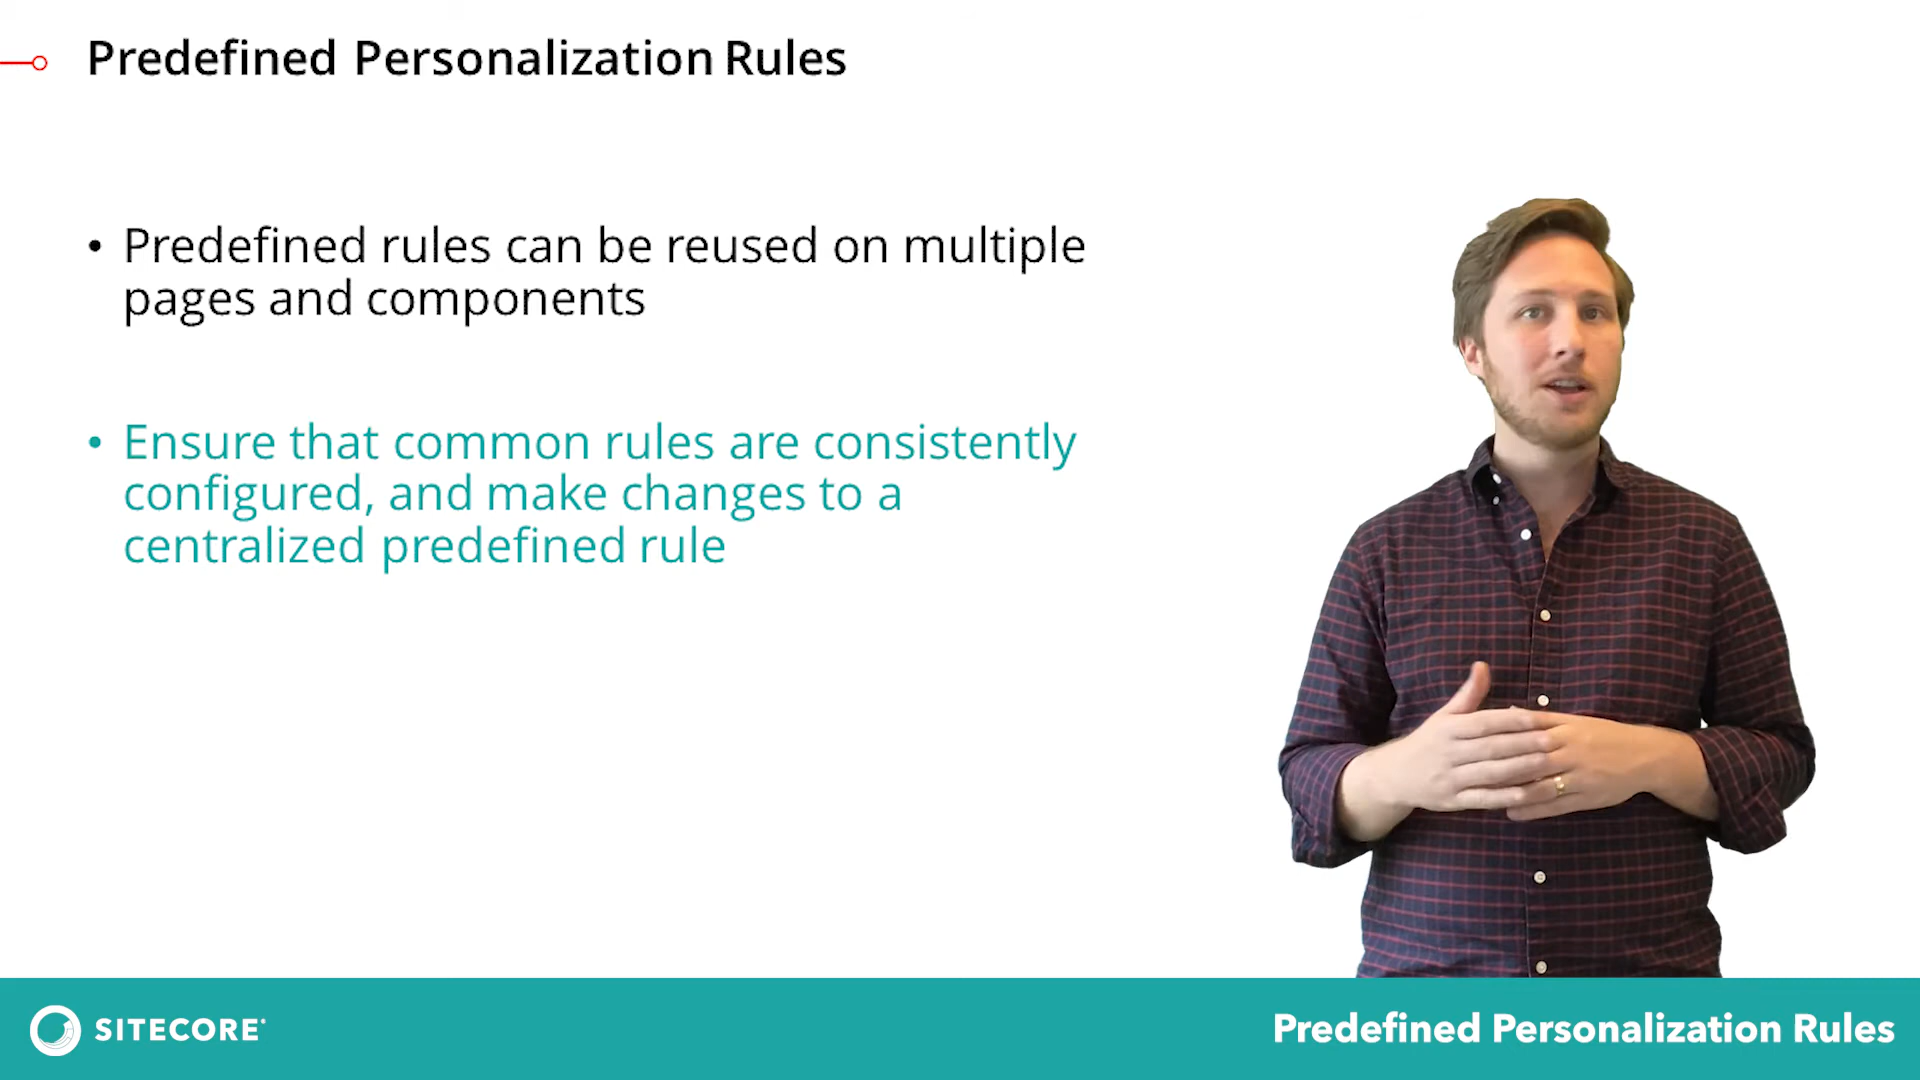 Predefined Personalization Rules
• Predefined rules can be reused on multiple
pages and components
• Ensure that common rules are consistently
configured, and make changes to a
centralized predefined rule
SITECORE
Predefined Personalization Rules